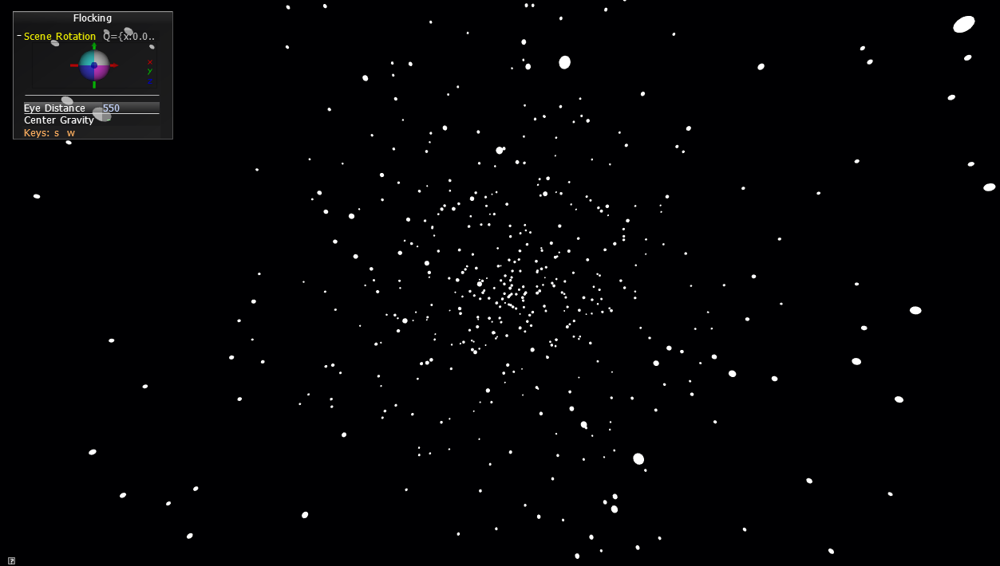 Flocking
Scene Rotation Q={x:0.0..
x
y
Eye Distance 550
Center Gravity -
Keys: s w
?